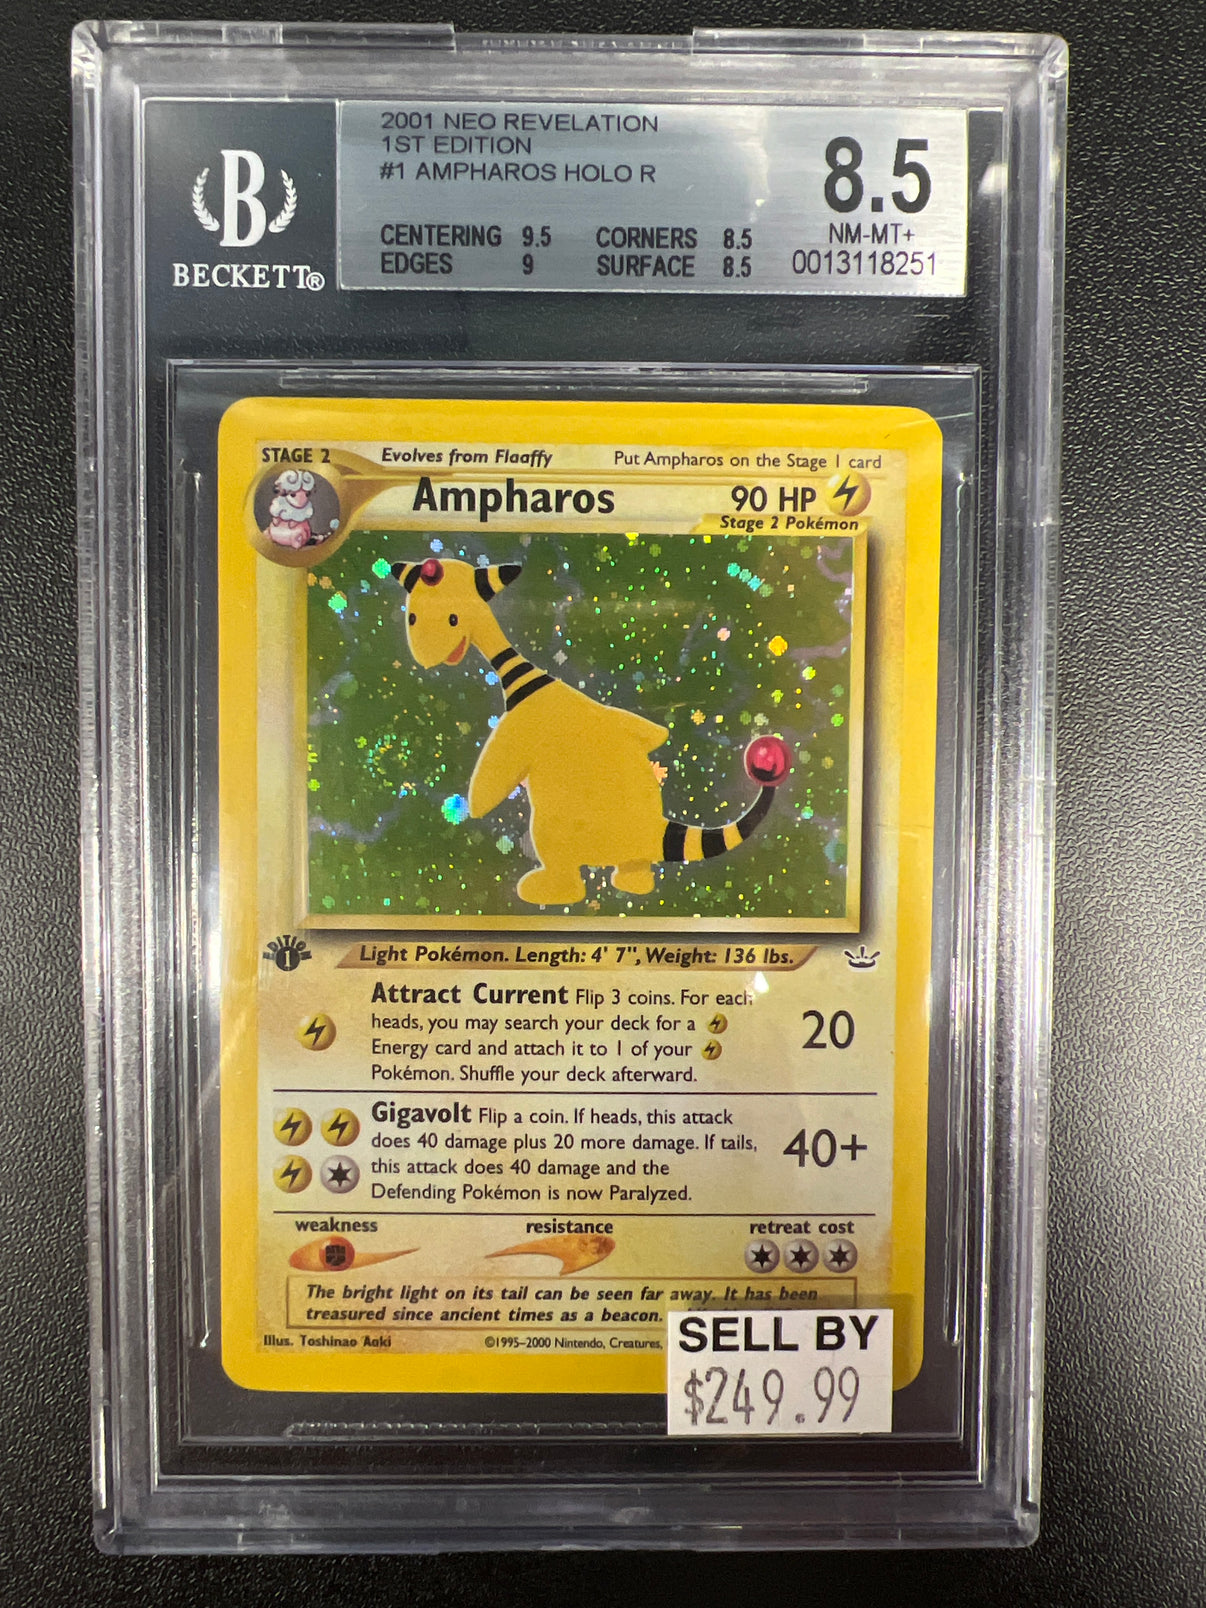 2001 NEO REVELATION
1ST EDITION
#1 AMPHAROS HOLO R
8.5
NM-MT+
0013118251
CENTERING 9.5 CORNERS 8.5
EDGES 9 SURFACE 8.5
B
BECKETT®
STAGE 2 Evolves from Flaaffy Put Ampharos on the Stage 1 card
Ampharos 90 HP
Stage 2 Pokémon
EDITION
1
Light Pokémon. Length: 4' 7", Weight: 136 lbs.
Attract Current Flip 3 coins. For each
heads, you may search your deck for a
Energy card and attach it to 1 of your
Pokémon. Shuffle your deck afterward.
20
Gigavolt Flip a coin. If heads, this attack
does 40 damage plus 20 more damage. If tails,
this attack does 40 damage and the
Defending Pokémon is now Paralyzed.
40+
weakness resistance retreat cost
The bright light on its tail can be seen far away. It has been
treasured since ancient times as a beacon.
Illus. Toshinao Aoki ©1995–2000 Nintendo, Creatures,
SELL BY
$249.99